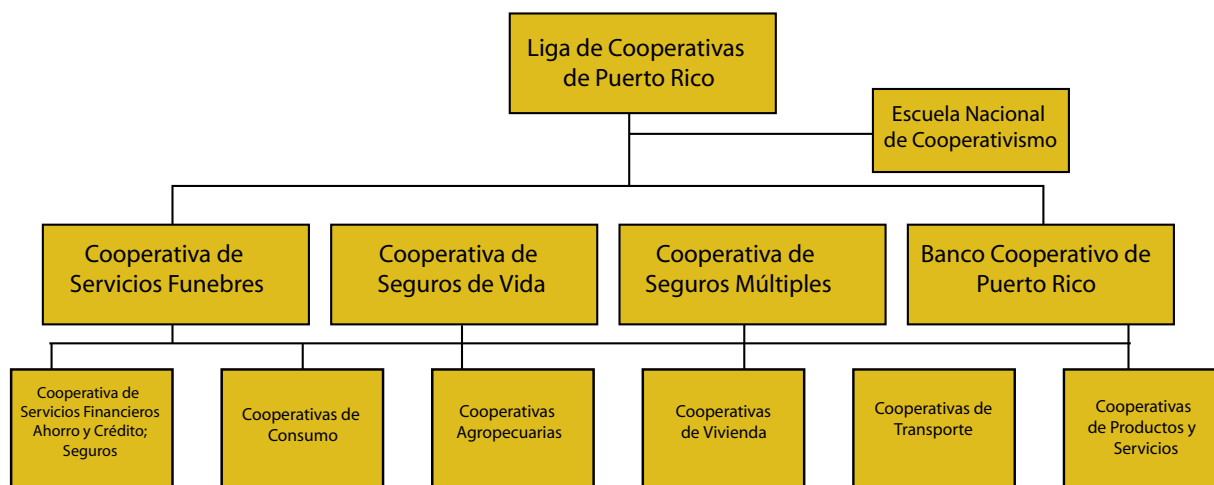 Liga de Cooperativas
de Puerto Rico
Escuela Nacional
de Cooperativismo
Cooperativa de
Servicios Funebres
Cooperativa de
Seguros de Vida
Cooperativa de
Seguros Múltiples
Banco Cooperativo de
Puerto Rico
Cooperativa de
Servicios Financieros
Ahorro y Crédito;
Seguros
Cooperativas de
Consumo
Cooperativas
Agropecuarias
Cooperativas
de Vivienda
Cooperativas de
Transporte
Cooperativas
de Productos y
Servicios